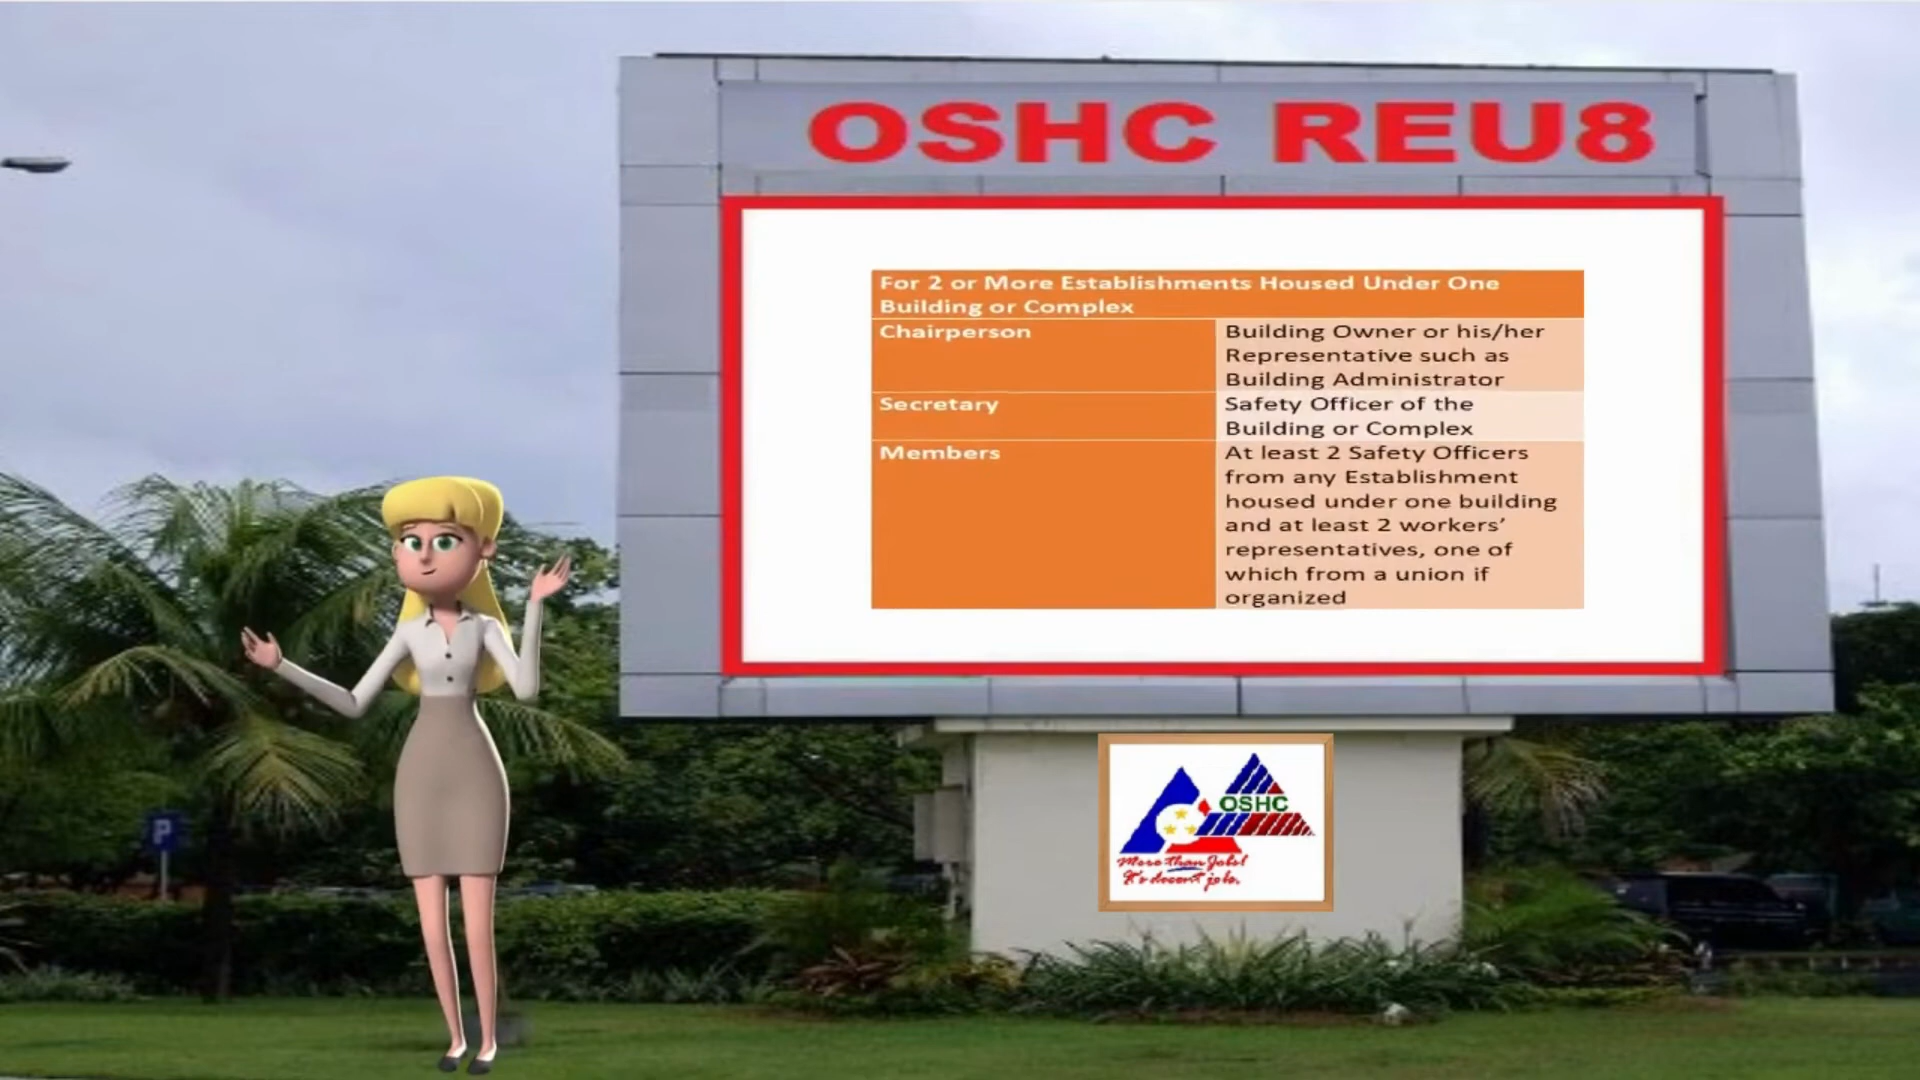 OSHC REU8
For 2 or More Establishments Housed Under One
Building or Complex
Chairperson
Building Owner or his/her
Representative such as
Building Administrator
Secretary
Safety Officer of the
Building or Complex
Members
At least 2 Safety Officers
from any Establishment
housed under one building
and at least 2 workers'
representatives, one of
which from a union if
organized
P
OSHC
More than Jobs!
It's decent jobs.